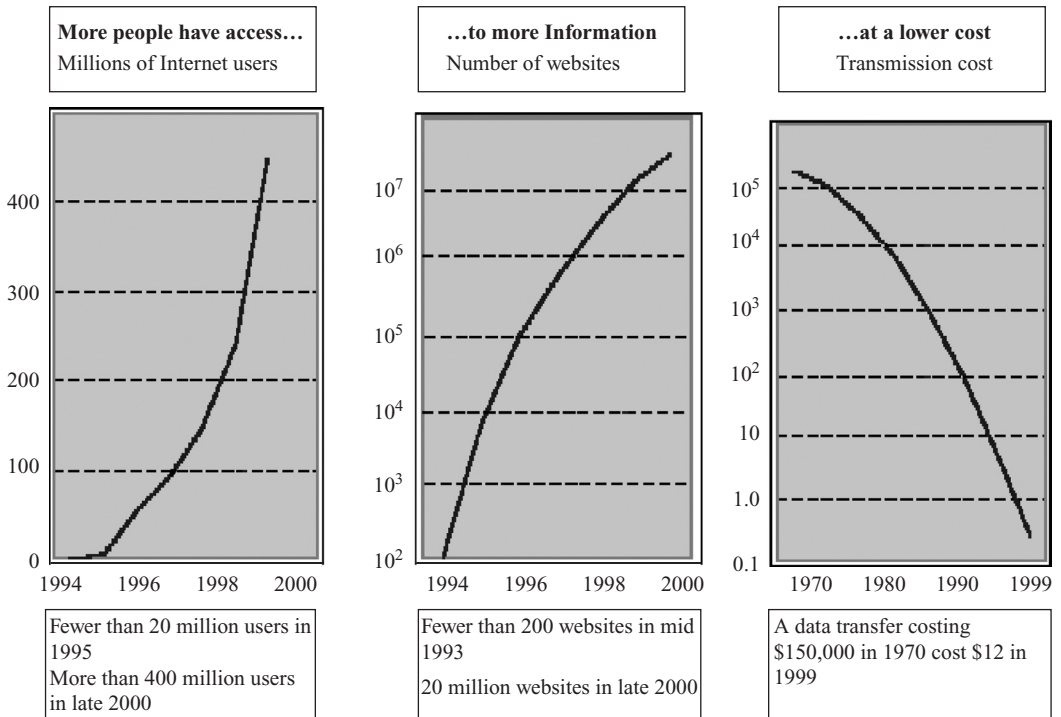 More people have access…
Millions of Internet users
400
300
200
100
0
1994
1996
1998
2000
Fewer than 20 million users in
1995
More than 400 million users
in late 2000
…to more Information
Number of websites
10⁷
10⁶
10⁵
10⁴
10³
10²
1994
1996
1998
2000
Fewer than 200 websites in mid
1993
20 million websites in late 2000
…at a lower cost
Transmission cost
10⁵
10⁴
10³
10²
10
1.0
0.1
1970
1980
1990
1999
A data transfer costing
$150,000 in 1970 cost $12 in
1999